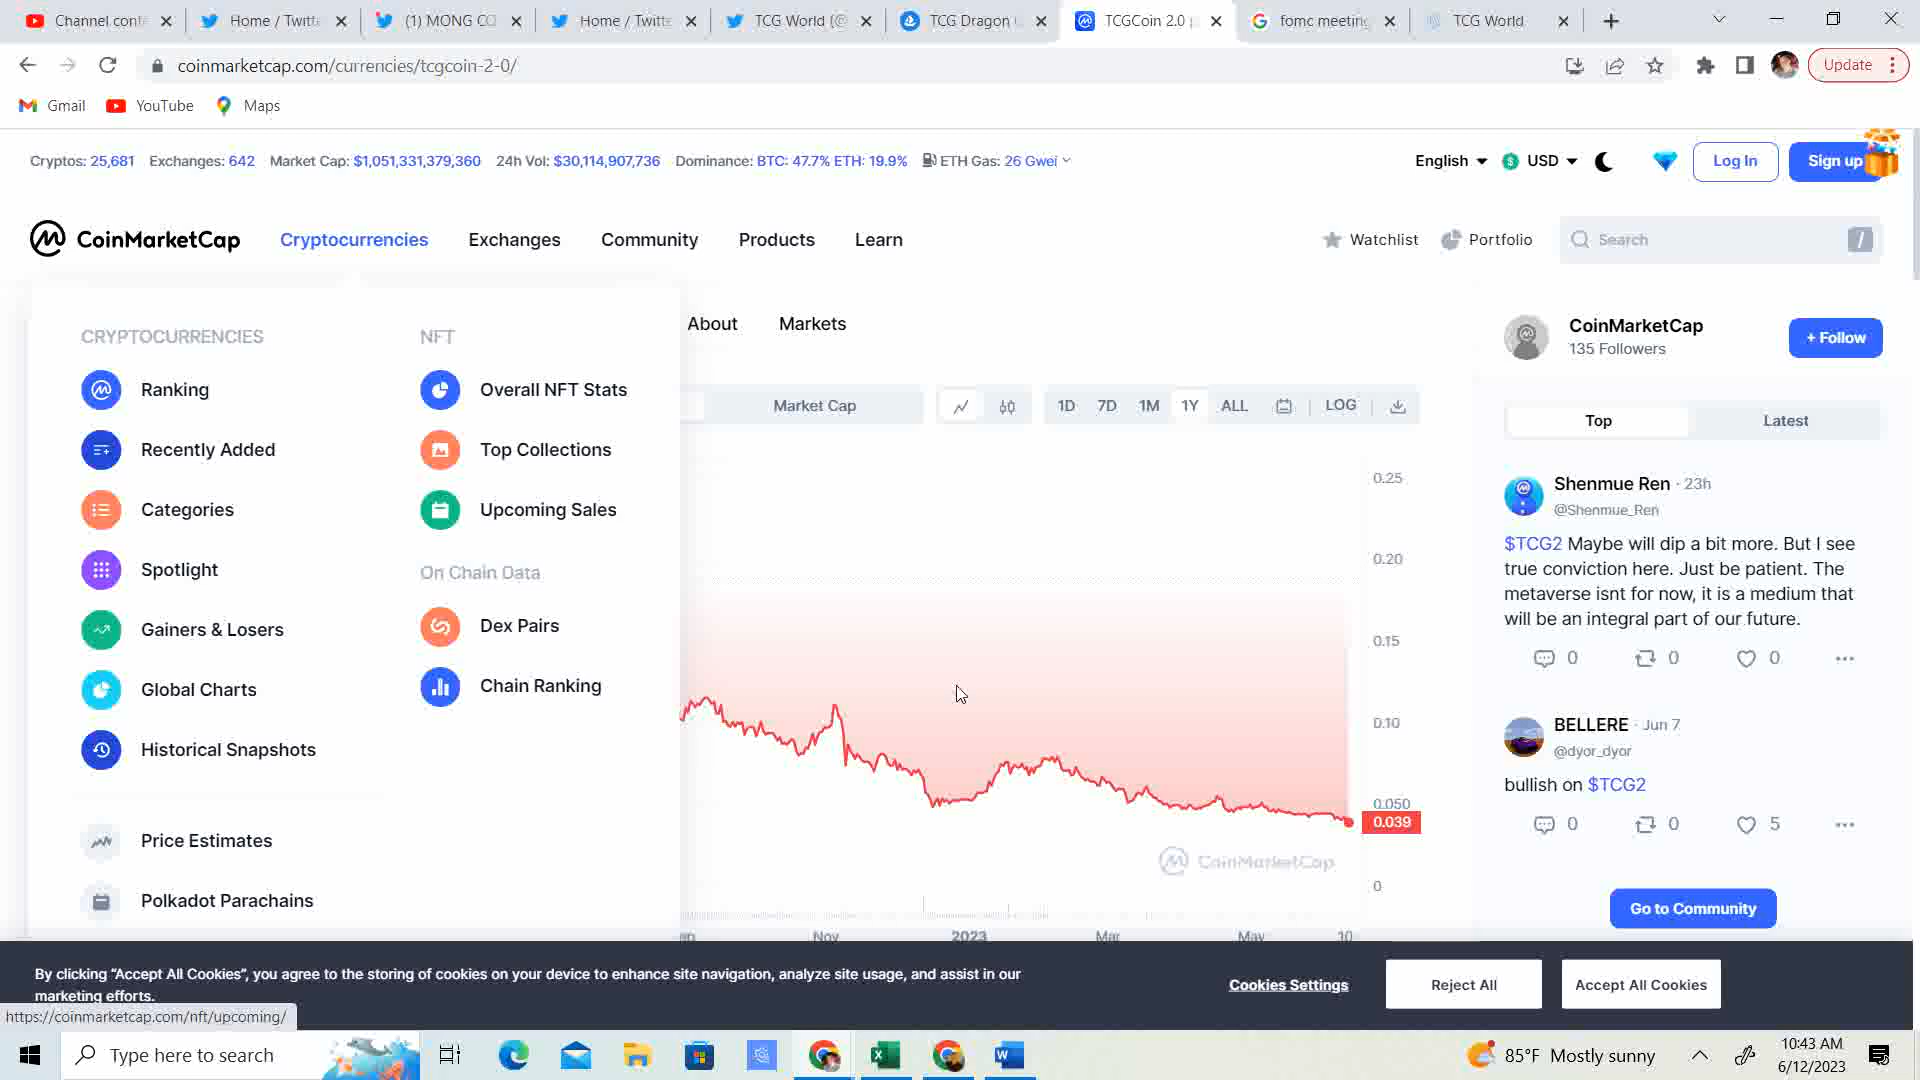 Channel cont
Home / Twitte
(1) MONG CO
Home / Twitte
TCG World (@
TCG Dragon
TCGCoin 2.0 p
fomc meeting
TCG World
coinmarketcap.com/currencies/tcgcoin-2-0/
Update
Gmail
YouTube
Maps
Cryptos: 25,681 Exchanges: 642 Market Cap: $1,051,331,379,360 24h Vol: $30,114,907,736 Dominance: BTC: 47.7% ETH: 19.9% ETH Gas: 26 Gwei
English
USD
Log In
Sign up
CoinMarketCap
Cryptocurrencies
Exchanges
Community
Products
Learn
Watchlist
Portfolio
Search
/
CRYPTOCURRENCIES
Ranking
Recently Added
Categories
Spotlight
Gainers & Losers
Global Charts
Historical Snapshots
Price Estimates
Polkadot Parachains
NFT
Overall NFT Stats
Top Collections
Upcoming Sales
On Chain Data
Dex Pairs
Chain Ranking
About
Markets
Market Cap
1D 7D 1M 1Y ALL LOG
0.25
0.20
0.15
0.10
0.050
0.039
0
CoinMarketCap
Nov 2023 Mar May 10
CoinMarketCap
135 Followers
+ Follow
Top
Latest
Shenmue Ren · 23h
@Shenmue_Ren
$TCG2 Maybe will dip a bit more. But I see
true conviction here. Just be patient. The
metaverse isnt for now, it is a medium that
will be an integral part of our future.
0 0 0
BELLERE · Jun 7
@dyor_dyor
bullish on $TCG2
0 0 5
Go to Community
By clicking "Accept All Cookies", you agree to the storing of cookies on your device to enhance site navigation, analyze site usage, and assist in our
marketing efforts.
Cookies Settings
Reject All
Accept All Cookies
https://coinmarketcap.com/nft/upcoming/
Type here to search
85°F Mostly sunny
10:43 AM
6/12/2023